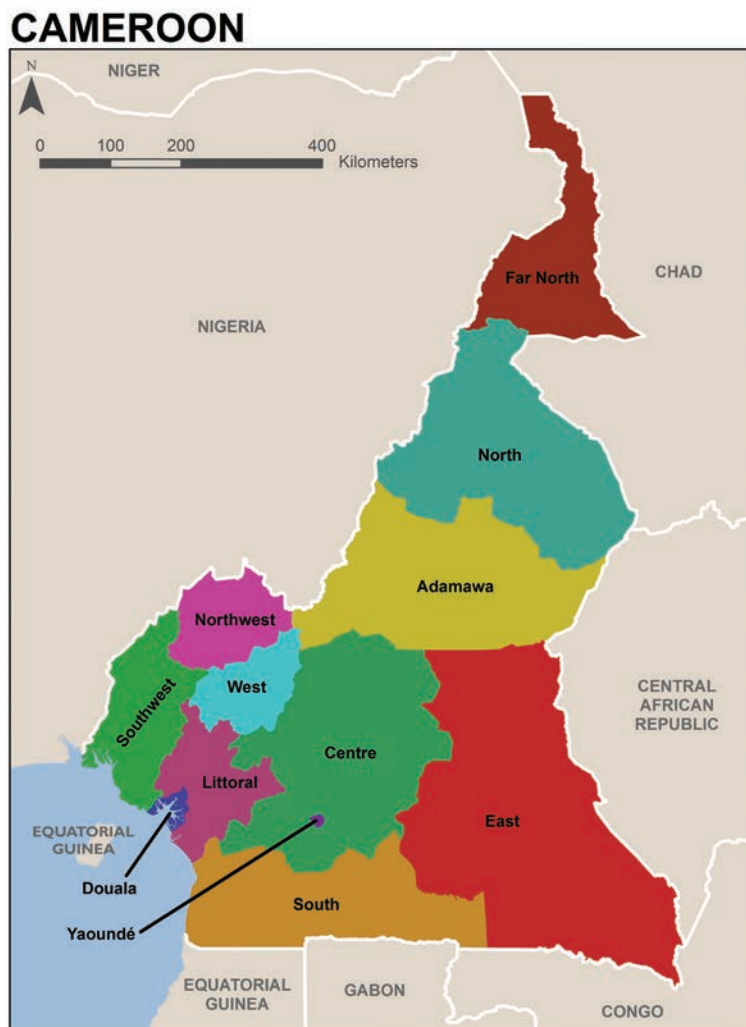 CAMEROON
NIGER
N
0 100 200 400
Kilometers
Far North
CHAD
NIGERIA
North
Adamawa
Northwest
West
Southwest
CENTRAL
AFRICAN
REPUBLIC
Centre
Littoral
East
EQUATORIAL
GUINEA
Douala
South
Yaoundé
EQUATORIAL
GUINEA
GABON
CONGO